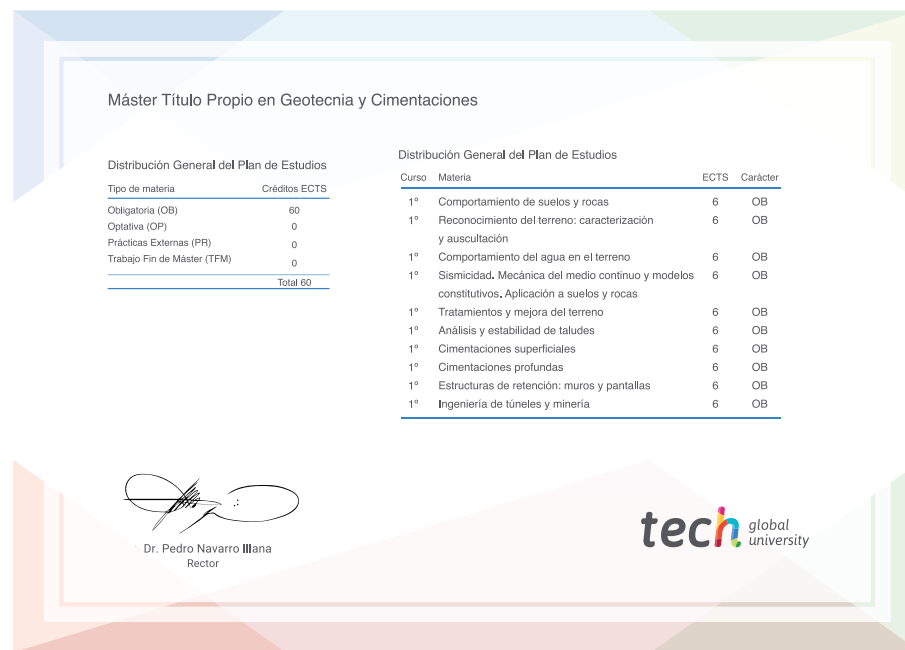 Máster Título Propio en Geotecnia y Cimentaciones
Distribución General del Plan de Estudios
Tipo de materia Créditos ECTS
Obligatoria (OB) 60
Optativa (OP) 0
Prácticas Externas (PR) 0
Trabajo Fin de Máster (TFM) 0
Total 60
Distribución General del Plan de Estudios
Curso Materia ECTS Carácter
1º Comportamiento de suelos y rocas 6 OB
1º Reconocimiento del terreno: caracterización 6 OB
y auscultación
1º Comportamiento del agua en el terreno 6 OB
1º Sismicidad. Mecánica del medio continuo y modelos 6 OB
constitutivos. Aplicación a suelos y rocas
1º Tratamientos y mejora del terreno 6 OB
1º Análisis y estabilidad de taludes 6 OB
1º Cimentaciones superficiales 6 OB
1º Cimentaciones profundas 6 OB
1º Estructuras de retención: muros y pantallas 6 OB
1º Ingeniería de túneles y minería 6 OB
Dr. Pedro Navarro Illana
Rector
tech global
university